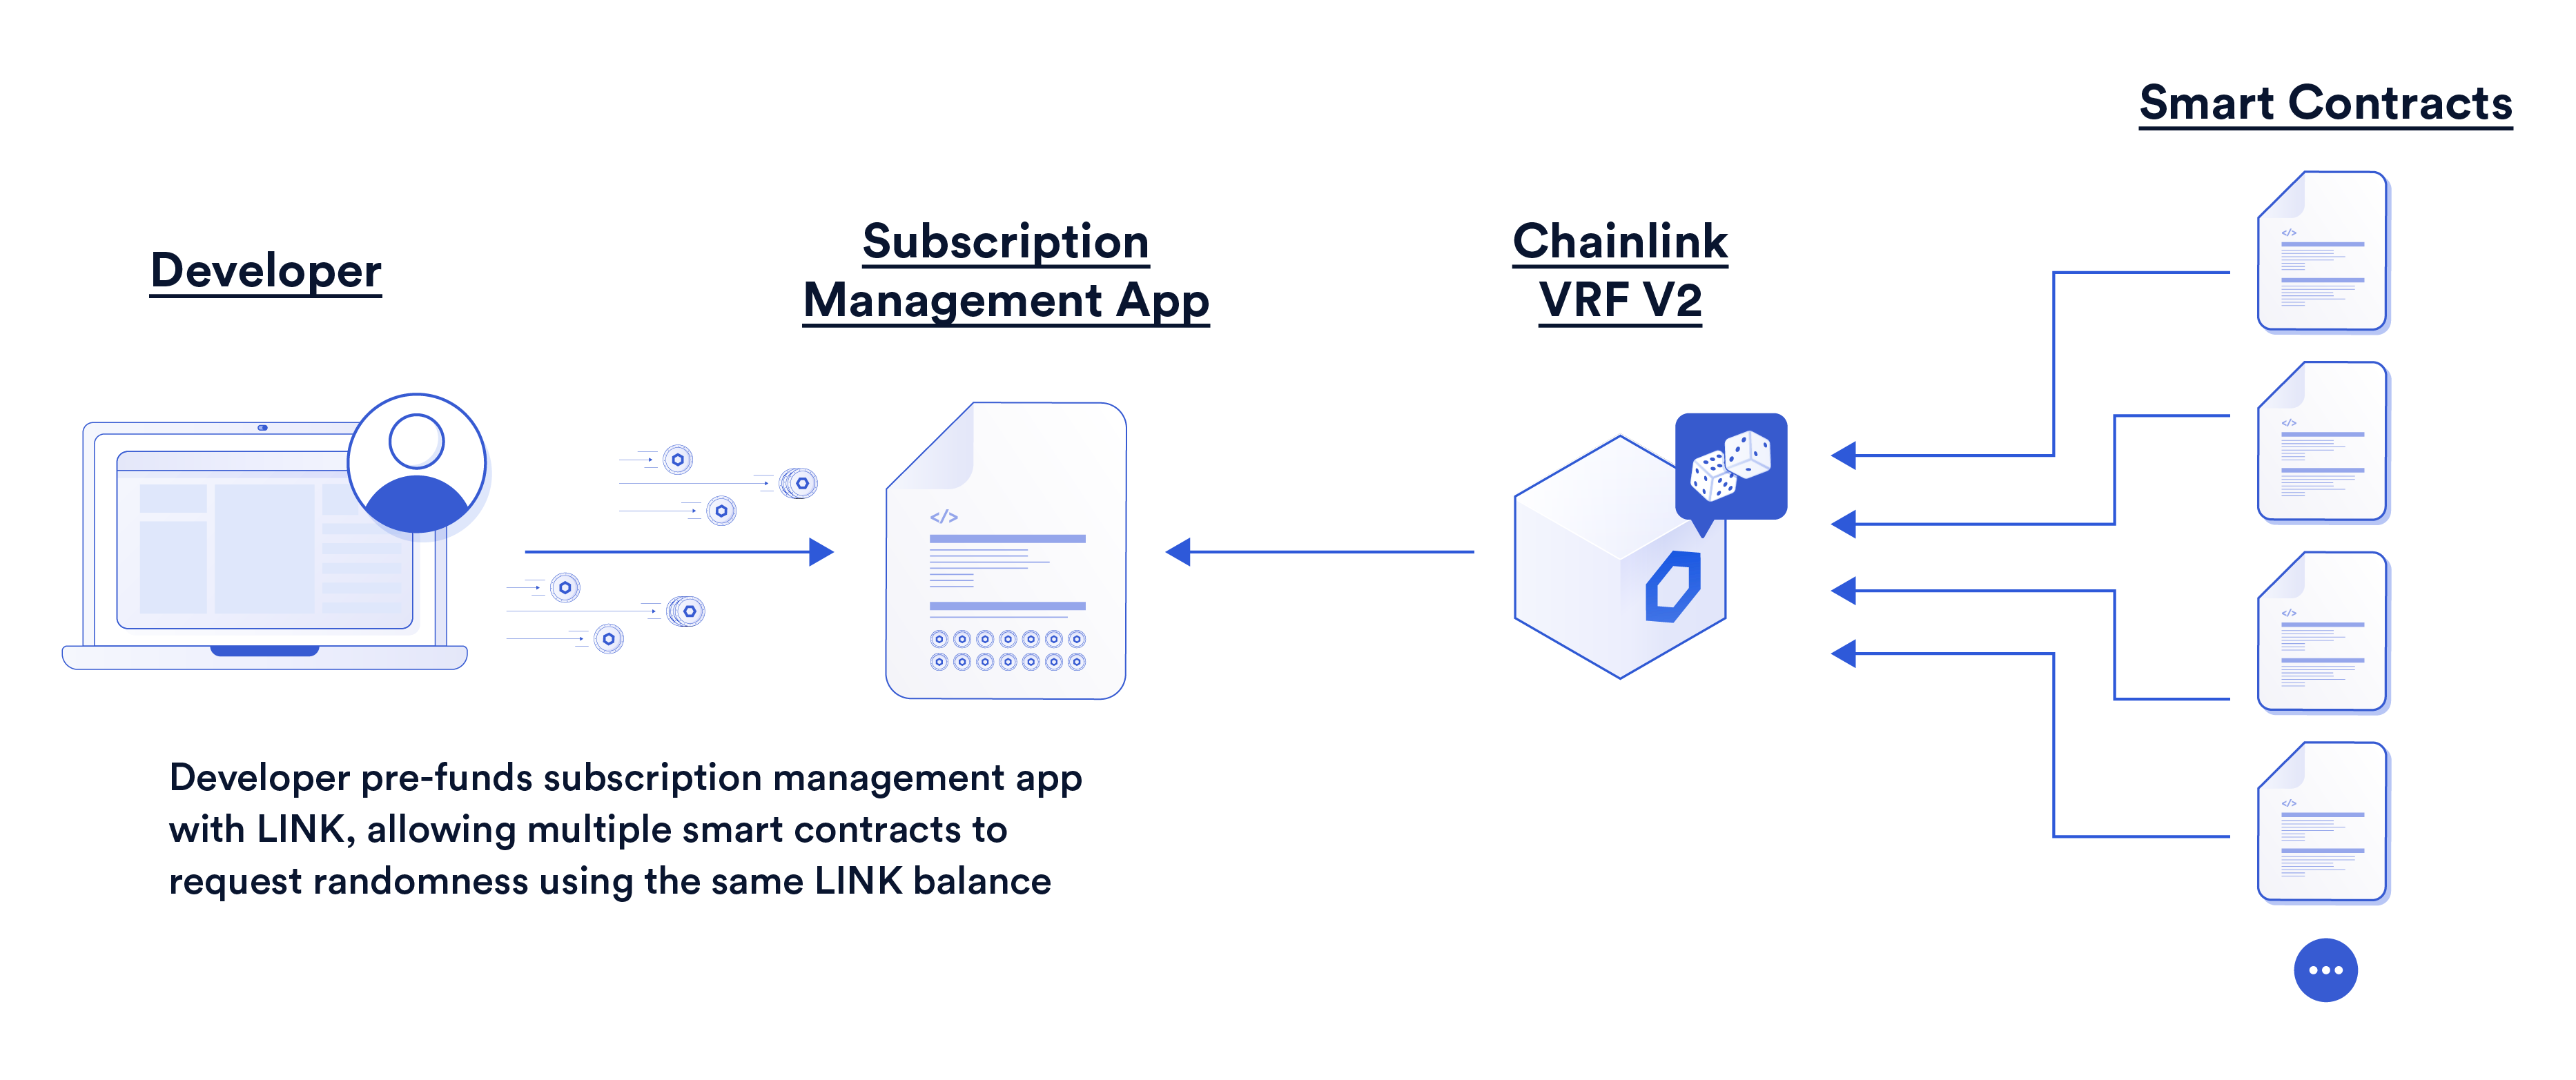 Smart Contracts
Developer
Subscription
Management App
Chainlink
VRF V2
</>
</>
</>
</>
</>
Developer pre-funds subscription management app
with LINK, allowing multiple smart contracts to
request randomness using the same LINK balance